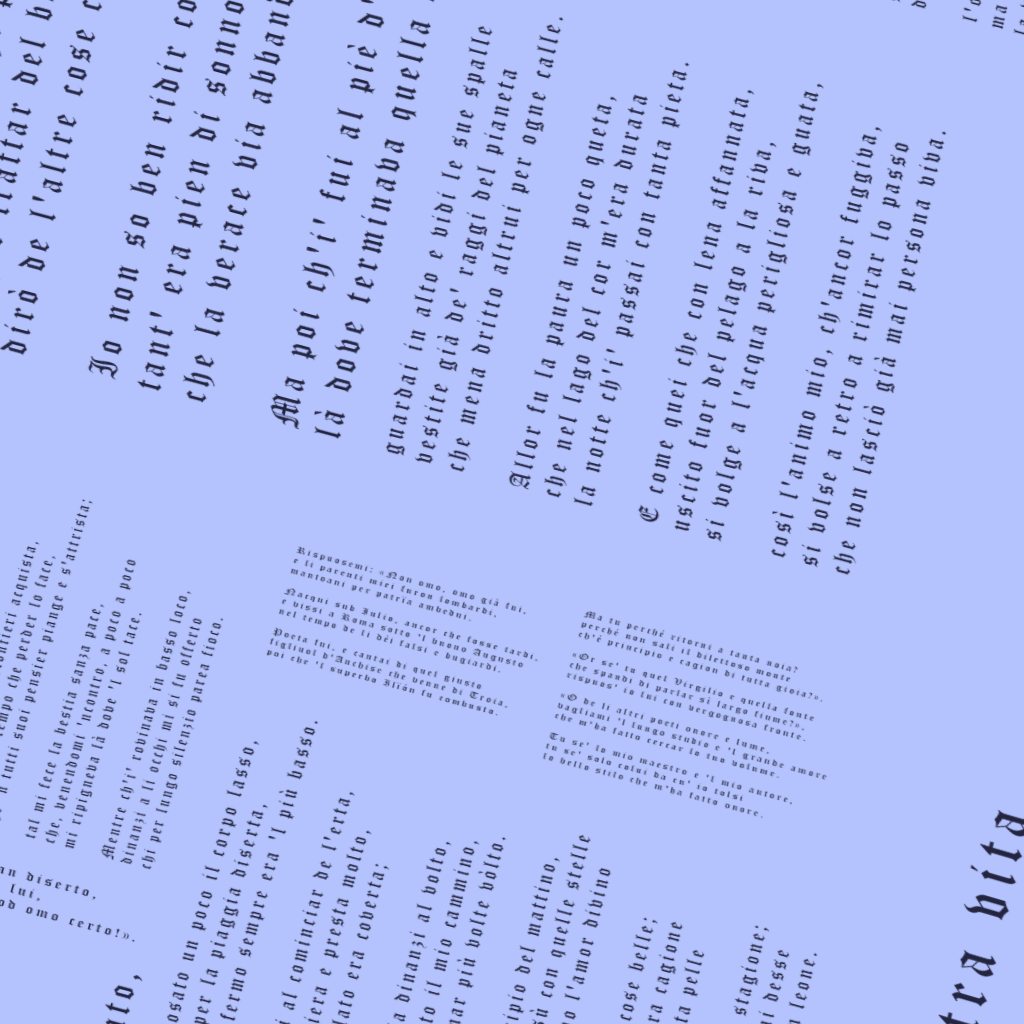 trattar del
dirò de l'altre cose
Io non so ben ridir
tant' era pien di sonno
che la verace via
Ma poi ch'i' fui al piè d'
là dove terminava quella
guardai in alto e vidi le sue spalle
vestite già de' raggi del pianeta
che mena dritto altrui per ogne calle.
Allor fu la paura un poco queta,
che nel lago del cor m'era durata
la notte ch'i' passai con tanta pieta.
E come quei che con lena affannata,
uscito fuor del pelago a la riva,
si volge a l'acqua perigliosa e guata,
così l'animo mio, ch'ancor fuggiva,
si volse a retro a rimirar lo passo
che non lasciò già mai persona viva.
acquista,
tempo che perder lo face,
'n tutti suoi pensier piange e s'attrista;
tal mi fece la bestia sanza pace,
che, venendomi 'ncontro, a poco a poco
mi ripigneva là dove 'l sol tace.
Mentre ch'i' rovinava in basso loco,
dinanzi a li occhi mi si fu offerto
chi per lungo silenzio parea fioco.
diserto,
lui,
od omo certo!».
Rispuosemi: «Non omo, omo già fui,
e li parenti miei furon lombardi,
mantoani per patrïa ambedui.
Nacqui sub Iulio, ancor che fosse tardi,
e vissi a Roma sotto 'l buono Augusto
nel tempo de li dèi falsi e bugiardi.
Poeta fui, e cantai di quel giusto
figliuol d'Anchise che venne di Troia,
poi che 'l superbo Ilïón fu combusto.
Ma tu perché ritorni a tanta noia?
perché non sali il dilettoso monte
ch'è principio e cagion di tutta gioia?».
«Or se' tu quel Virgilio e quella fonte
che spandi di parlar sì largo fiume?»,
rispuos' io lui con vergognosa fronte.
«O de li altri poeti onore e lume,
vagliami 'l lungo studio e 'l grande amore
che m'ha fatto cercar lo tuo volume.
Tu se' lo mio maestro e 'l mio autore,
tu se' solo colui da cu' io tolsi
lo bello stilo che m'ha fatto onore.
un poco il corpo lasso,
per la piaggia diserta,
fermo sempre era 'l più basso.
al cominciar de l'erta,
e presta molto,
era coverta;
dinanzi al volto,
il mio cammino,
più volte vòlto.
del mattino,
sù con quelle stelle
l'amor divino
cose belle;
cagione
pelle
stagione;
desse
leone.
vita